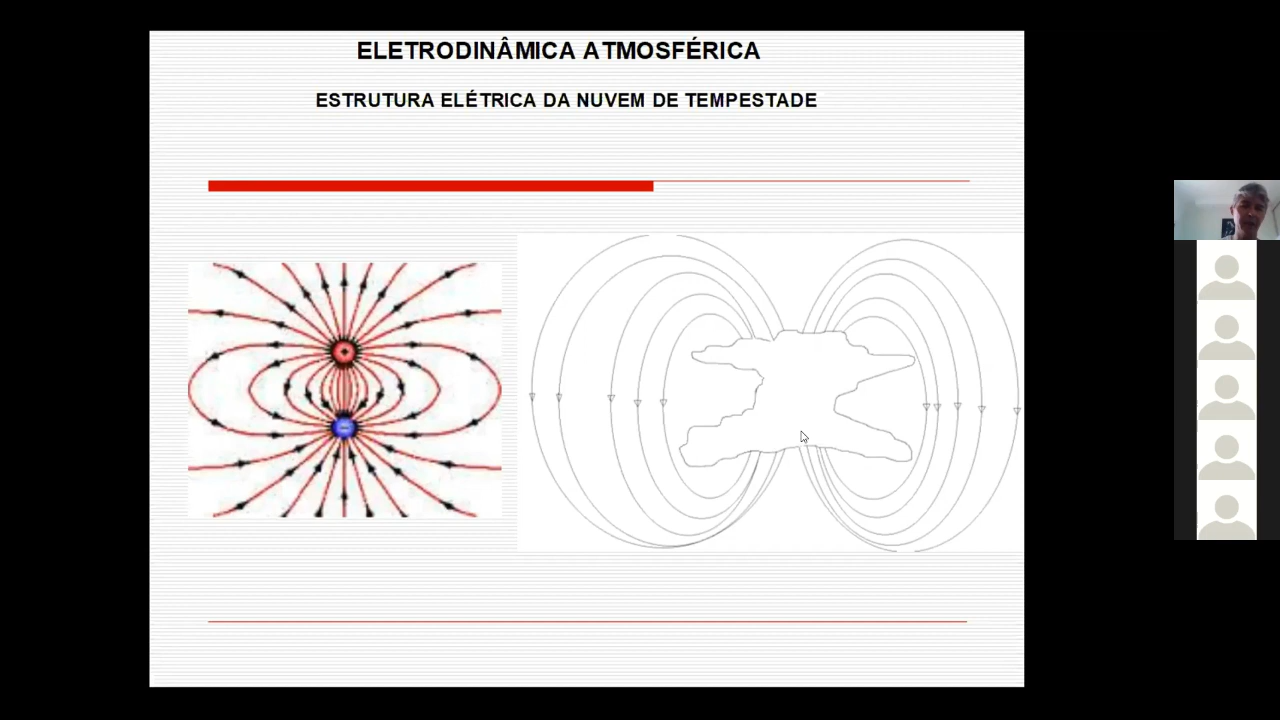 ELETRODINÂMICA ATMOSFÉRICA
ESTRUTURA ELÉTRICA DA NUVEM DE TEMPESTADE